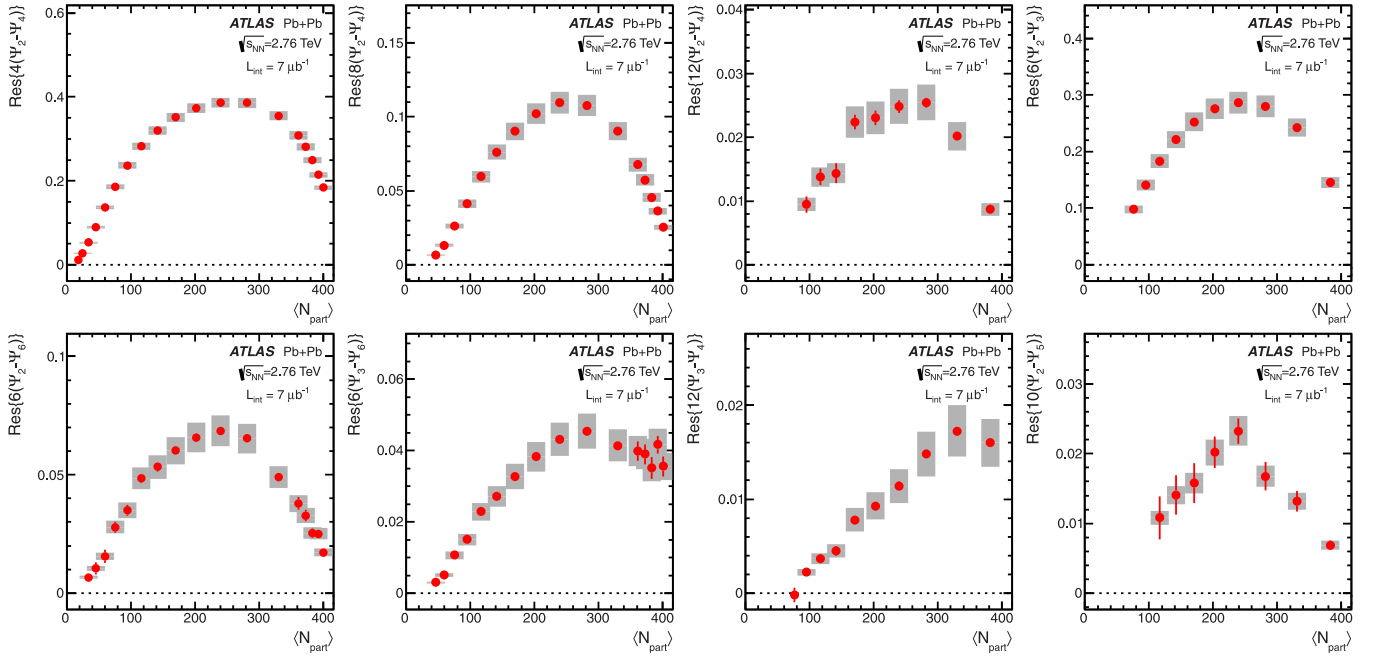 Res{4(Ψ2-Ψ4)}
0.6
0.4
0.2
0
ATLAS Pb+Pb
√sNN=2.76 TeV
Lint = 7 μb-1
0 100 200 300 400
⟨Npart⟩
Res{8(Ψ2-Ψ4)}
0.15
0.1
0.05
0
ATLAS Pb+Pb
√sNN=2.76 TeV
Lint = 7 μb-1
0 100 200 300 400
⟨Npart⟩
Res{12(Ψ2-Ψ4)}
0.04
0.03
0.02
0.01
0
ATLAS Pb+Pb
√sNN=2.76 TeV
Lint = 7 μb-1
0 100 200 300 400
⟨Npart⟩
Res{6(Ψ2-Ψ3)}
0.4
0.3
0.2
0.1
0
ATLAS Pb+Pb
√sNN=2.76 TeV
Lint = 7 μb-1
0 100 200 300 400
⟨Npart⟩
Res{6(Ψ2-Ψ6)}
0.1
0.05
0
ATLAS Pb+Pb
√sNN=2.76 TeV
Lint = 7 μb-1
0 100 200 300 400
⟨Npart⟩
Res{6(Ψ3-Ψ6)}
0.06
0.04
0.02
0
ATLAS Pb+Pb
√sNN=2.76 TeV
Lint = 7 μb-1
0 100 200 300 400
⟨Npart⟩
Res{12(Ψ3-Ψ4)}
0.02
0.01
0
ATLAS Pb+Pb
√sNN=2.76 TeV
Lint = 7 μb-1
0 100 200 300 400
⟨Npart⟩
Res{10(Ψ2-Ψ5)}
0.03
0.02
0.01
0
ATLAS Pb+Pb
√sNN=2.76 TeV
Lint = 7 μb-1
0 100 200 300 400
⟨Npart⟩